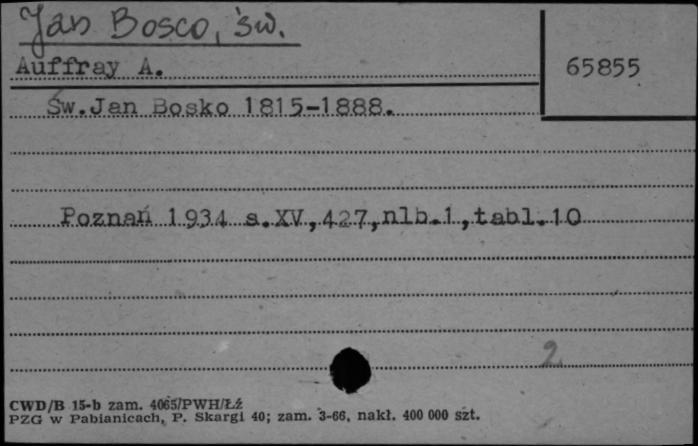 Jan Bosco, św.
Auffray A.
65855
Św.Jan Bosko 1815-1888.
Poznań 1934 s.XV,427,nlb.1,tabl.10
2
CWD/B 15-b zam. 4065/PWH/Łź
PZG w Pabianicach, P. Skargi 40; zam. 3-66, nakł. 400 000 szt.